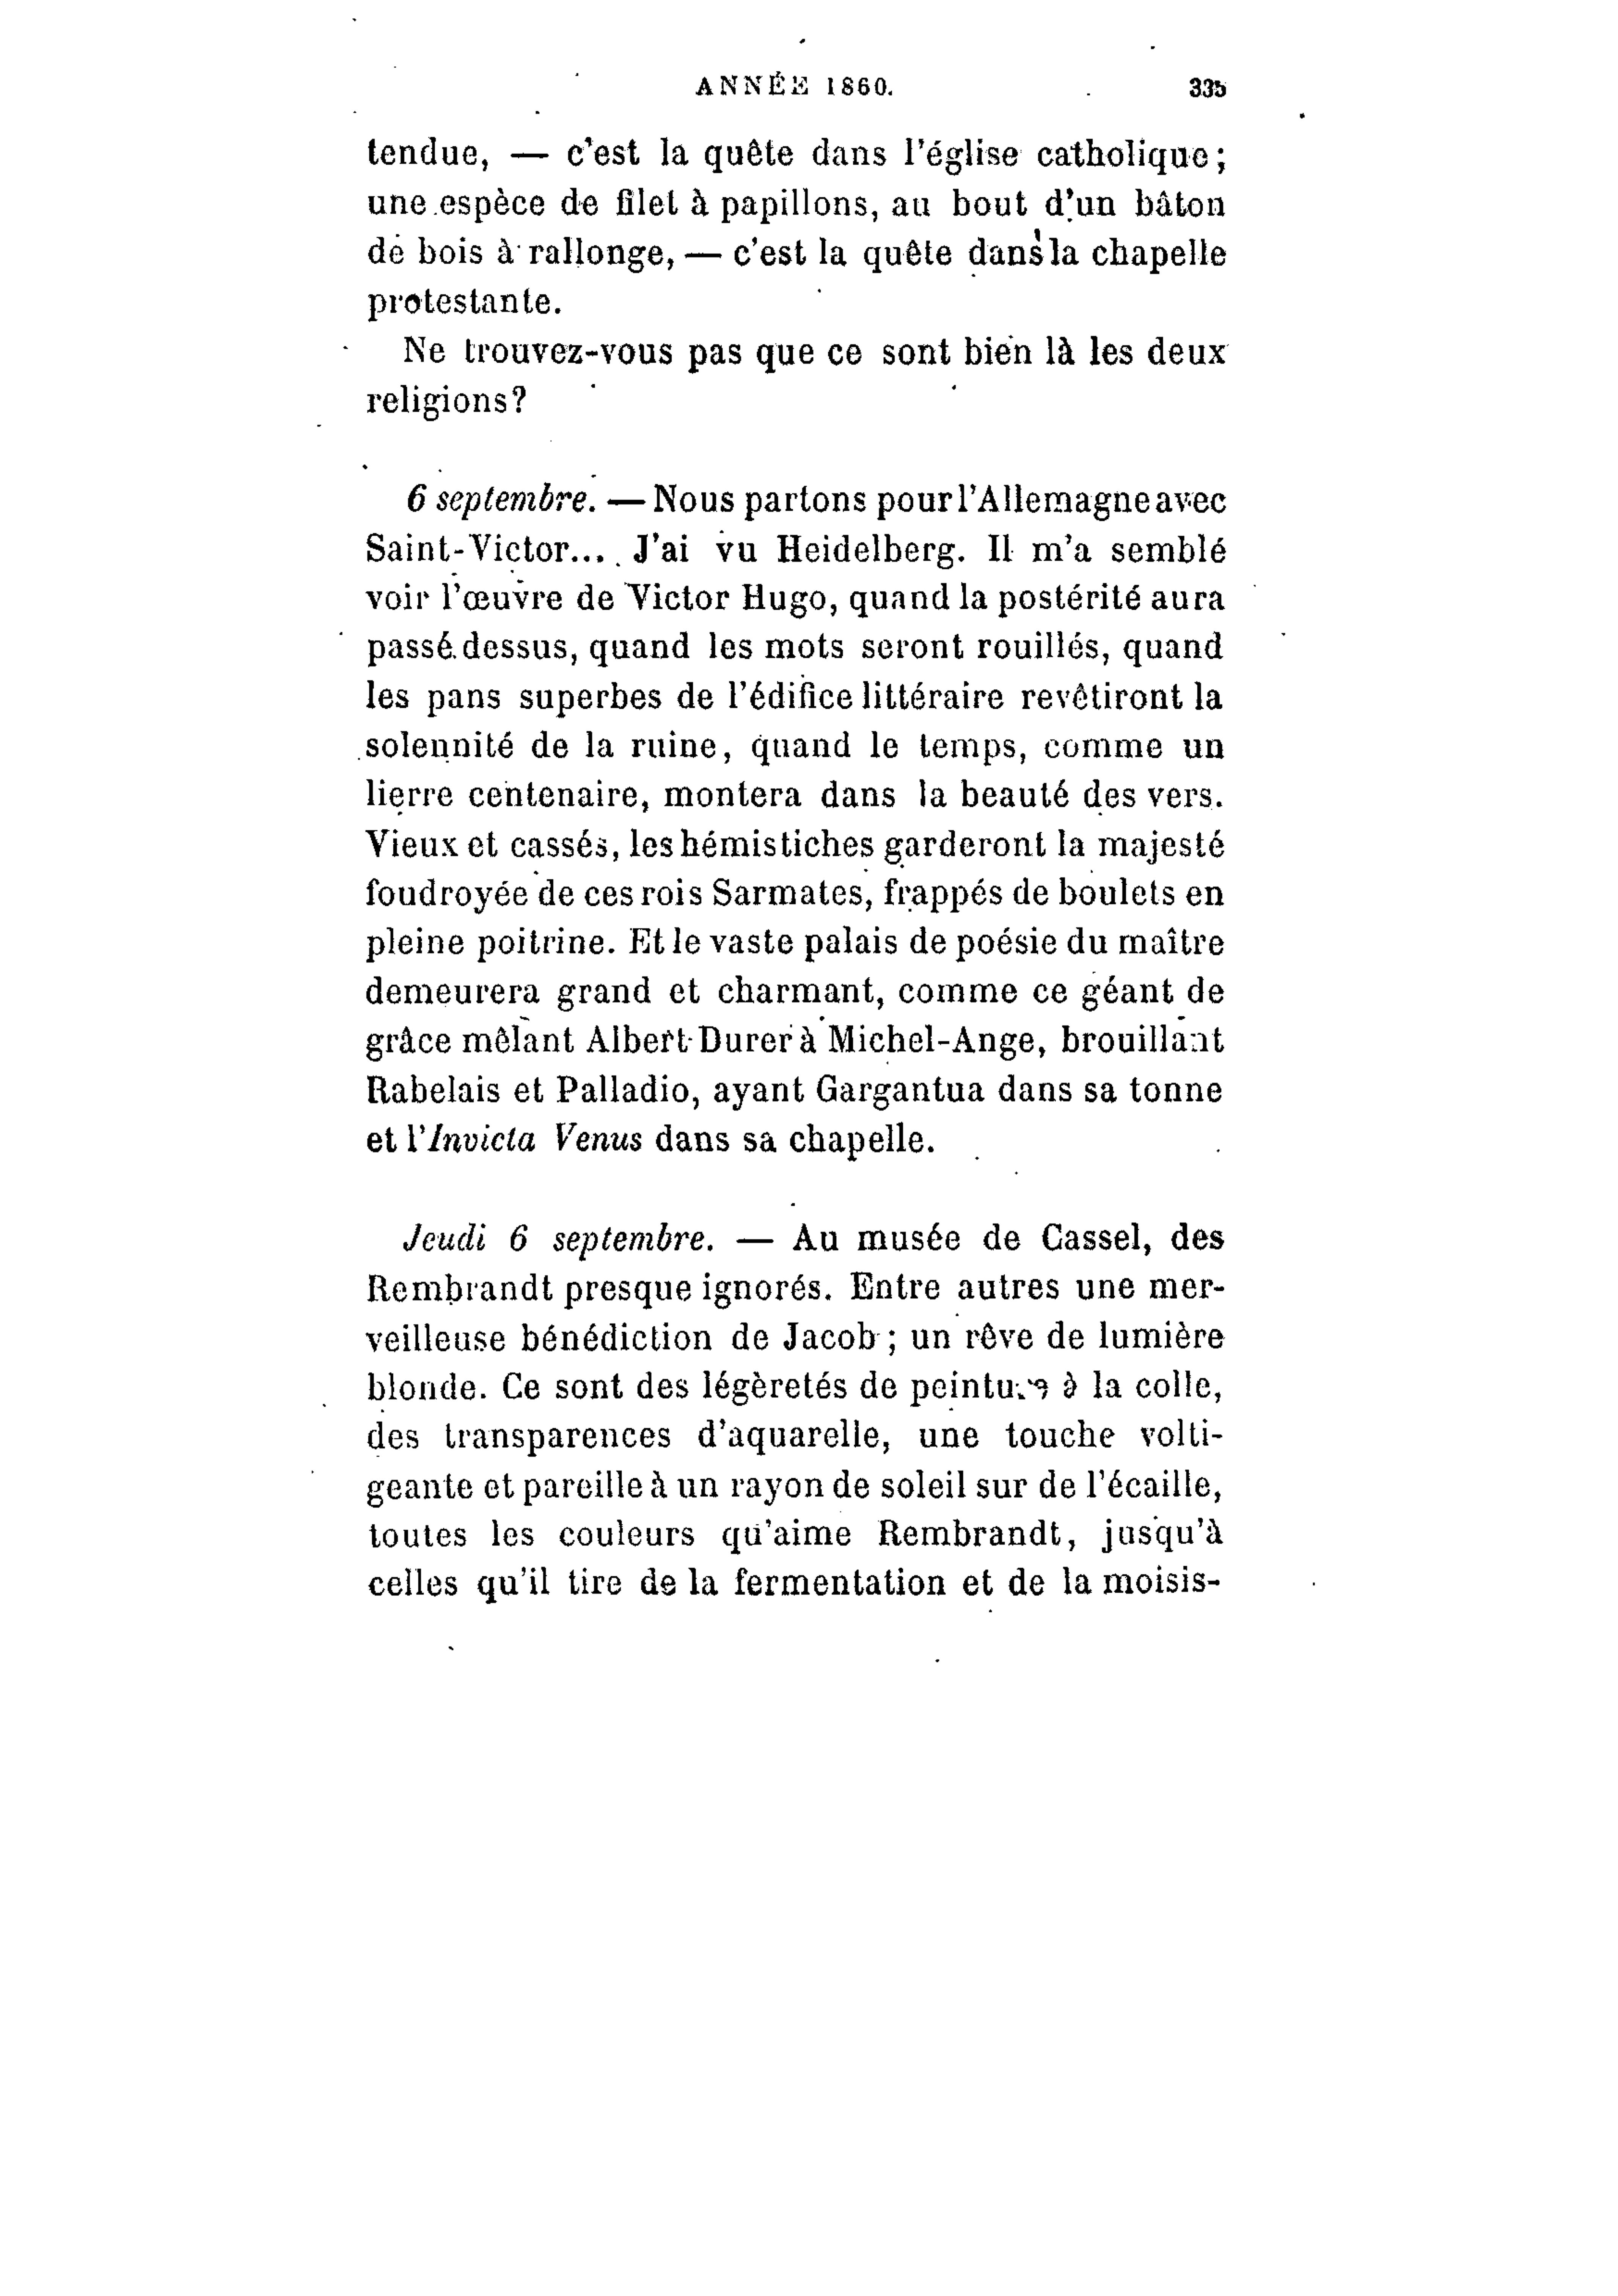 ANNÉE 1860. 335
tendue, — c'est la quête dans l'église catholique;
une espèce de filet à papillons, au bout d'un bâton
de bois à rallonge, — c'est la quête dans la chapelle
protestante.
Ne trouvez-vous pas que ce sont bien là les deux
religions?
6 septembre. — Nous partons pour l'Allemagne avec
Saint-Victor... J'ai vu Heidelberg. Il m'a semblé
voir l'œuvre de Victor Hugo, quand la postérité aura
passé dessus, quand les mots seront rouillés, quand
les pans superbes de l'édifice littéraire revêtiront la
solennité de la ruine, quand le temps, comme un
lierre centenaire, montera dans la beauté des vers.
Vieux et cassés, les hémistiches garderont la majesté
foudroyée de ces rois Sarmates, frappés de boulets en
pleine poitrine. Et le vaste palais de poésie du maître
demeurera grand et charmant, comme ce géant de
grâce mêlant Albert Durer à Michel-Ange, brouillant
Rabelais et Palladio, ayant Gargantua dans sa tonne
et l'Invicta Venus dans sa chapelle.
Jeudi 6 septembre. — Au musée de Cassel, des
Rembrandt presque ignorés. Entre autres une mer-
veilleuse bénédiction de Jacob; un rêve de lumière
blonde. Ce sont des légèretés de peinture à la colle,
des transparences d'aquarelle, une touche volti-
geante et pareille à un rayon de soleil sur de l'écaille,
toutes les couleurs qu'aime Rembrandt, jusqu'à
celles qu'il tire de la fermentation et de la moisis-